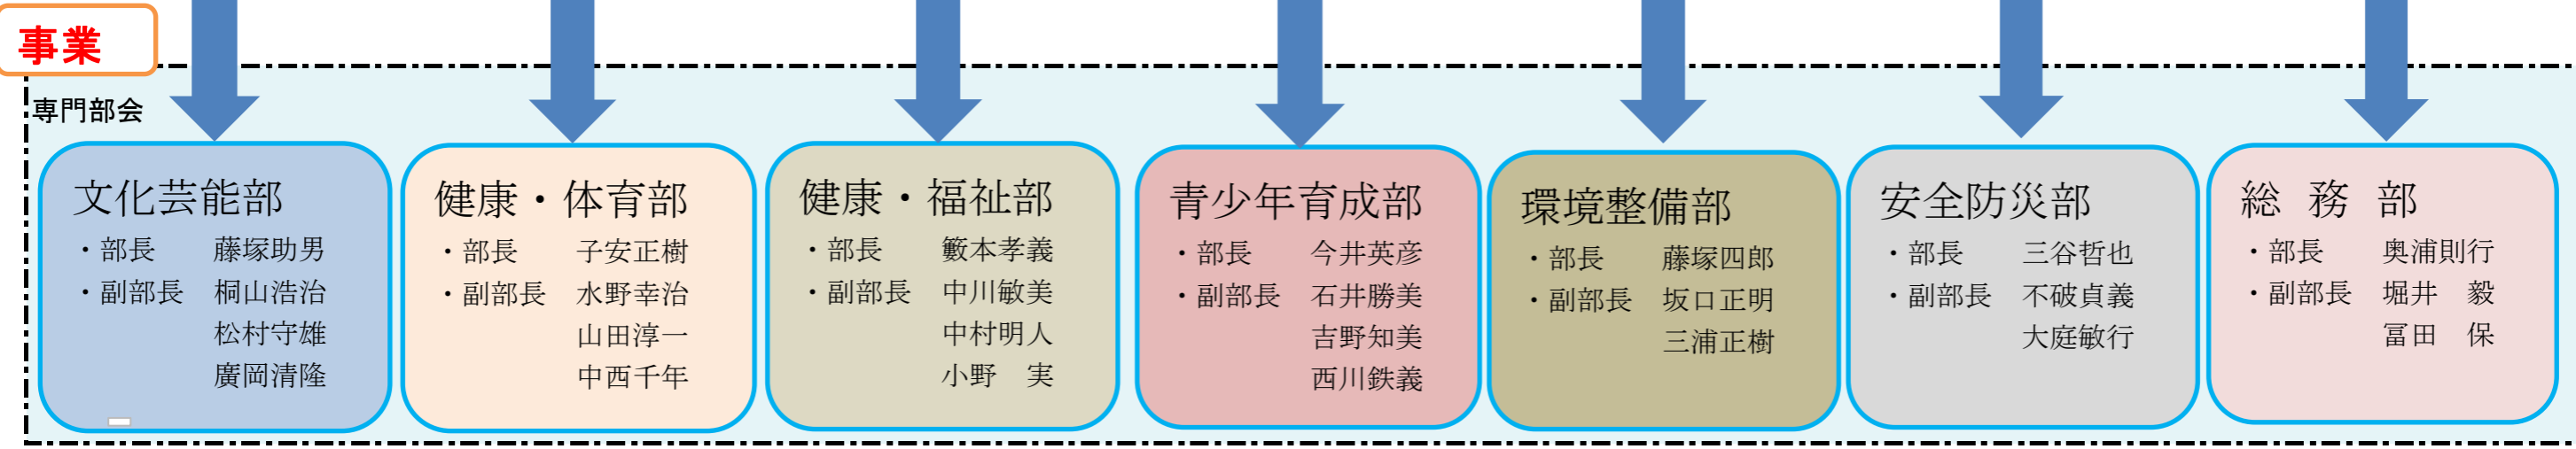 事業
専門部会
文化芸能部
・部長　藤塚助男
・副部長　桐山浩治
松村守雄
廣岡清隆
健康・体育部
・部長　子安正樹
・副部長　水野幸治
山田淳一
中西千年
健康・福祉部
・部長　籔本孝義
・副部長　中川敏美
中村明人
小野　実
青少年育成部
・部長　今井英彦
・副部長　石井勝美
吉野知美
西川鉄義
環境整備部
・部長　藤塚四郎
・副部長　坂口正明
三浦正樹
安全防災部
・部長　三谷哲也
・副部長　不破貞義
大庭敏行
総 務 部
・部長　奥浦則行
・副部長　堀井　毅
冨田　保